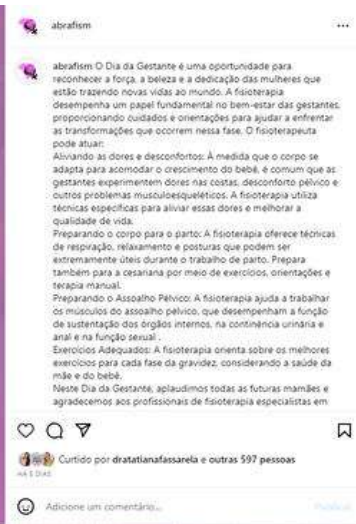 abrafism
abrafism O Dia da Gestante é uma oportunidade para
reconhecer a força, a beleza e a dedicação das mulheres que
estão trazendo novas vidas ao mundo. A fisioterapia
desempenha um papel fundamental no bem-estar das gestantes,
proporcionando cuidados e orientações para ajudar a enfrentar
as transformações que ocorrem nessa fase. O fisioterapeuta
pode atuar:
Aliviando as dores e desconfortos: À medida que o corpo se
adapta para acomodar o crescimento do bebê, é comum que as
gestantes experimentem dores nas costas, desconforto pélvico e
outros problemas musculoesqueléticos. A fisioterapia utiliza
técnicas específicas para aliviar essas dores e melhorar a
qualidade de vida.
Preparando o corpo para o parto: A fisioterapia oferece técnicas
de respiração, relaxamento e posturas que podem ser
extremamente úteis durante o trabalho de parto. Prepara
também para a cesariana por meio de exercícios, orientações e
terapia manual.
Preparando o Assoalho Pélvico: A fisioterapia ajuda a trabalhar
os músculos do assoalho pélvico, que desempenham a função
de sustentação dos órgãos internos, na continência urinária e
anal e na função sexual .
Exercícios Adequados: A fisioterapia orienta sobre os melhores
exercícios para cada fase da gravidez, considerando a saúde da
mãe e do bebê.
Neste Dia da Gestante, aplaudimos todas as futuras mamães e
agradecemos aos profissionais de fisioterapia especialistas em
Curtido por dratatianafassarela e outras 597 pessoas
HÁ 5 DIAS
Adicione um comentário...
Publicar